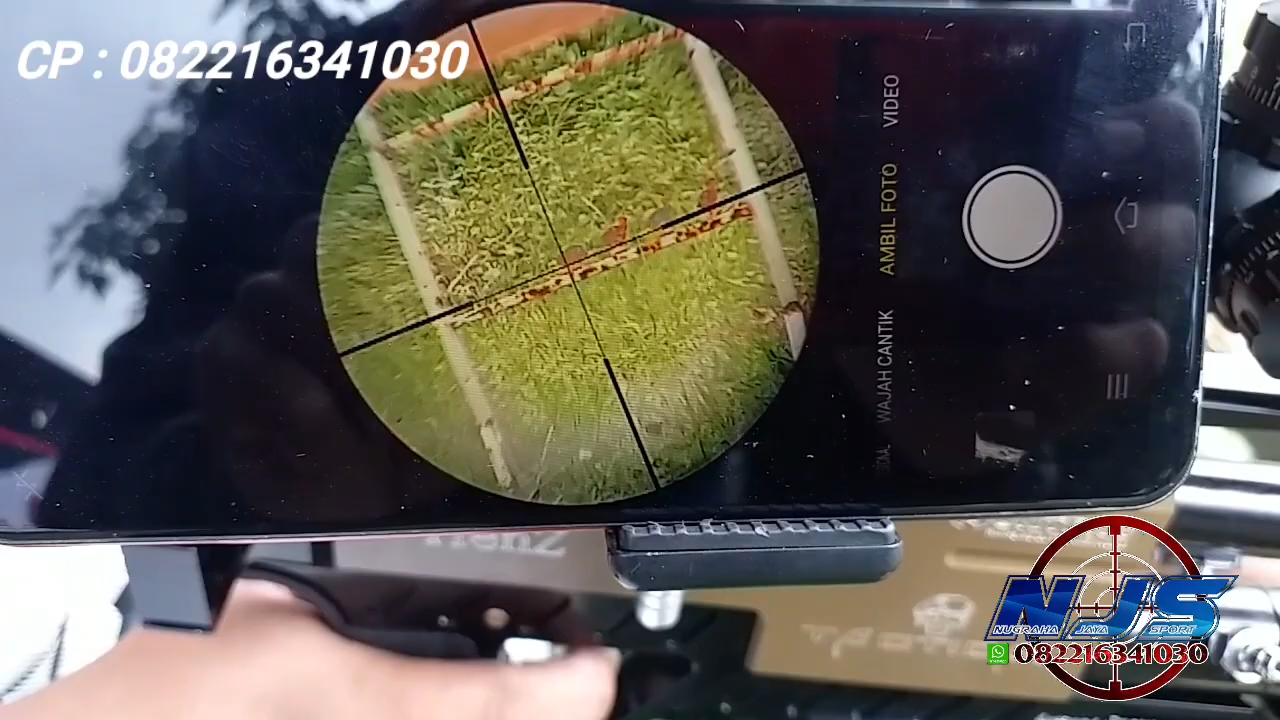 CP : 082216341030
VIDEO
AMBIL FOTO
WAJAH CANTIK
NJS
NUGRAHA JAYA SPORT
082216341030